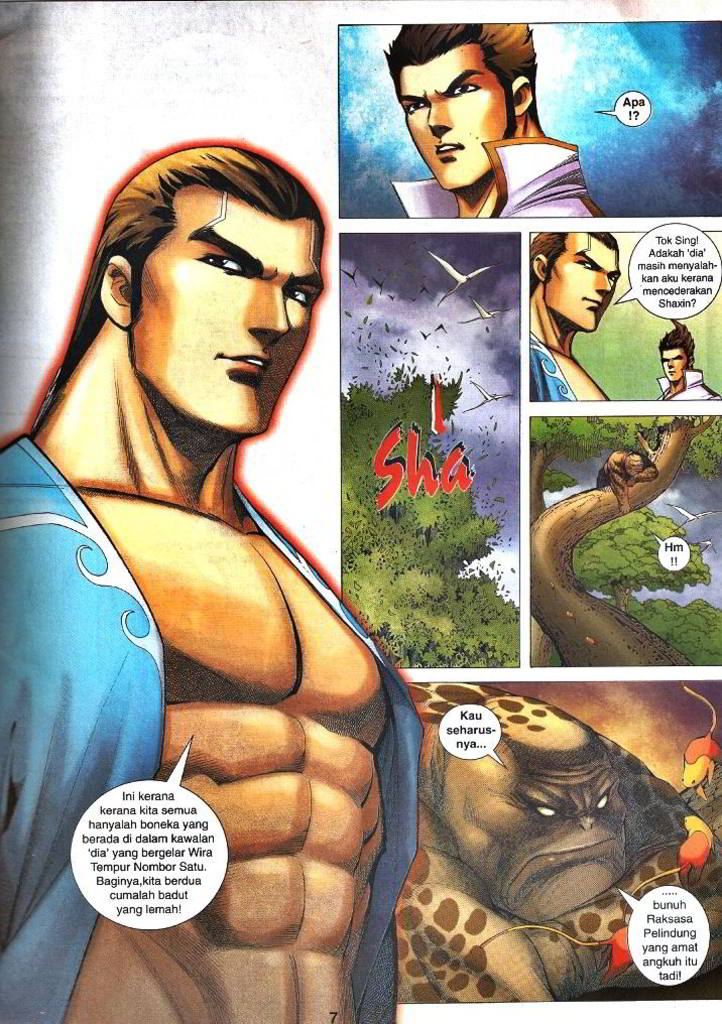 Apa
!?
Ini kerana
kerana kita semua
hanyalah boneka yang
berada di dalam kawalan
'dia' yang bergelar Wira
Tempur Nombor Satu.
Baginya,kita berdua
cumalah badut
yang lemah!
Sha
!
Tok Sing!
Adakah 'dia'
masih menyalah-
kan aku kerana
mencederakan
Shaxin?
Hm
!!
Kau
seharus-
nya...
.....
bunuh
Raksasa
Pelindung
yang amat
angkuh itu
tadi!
7